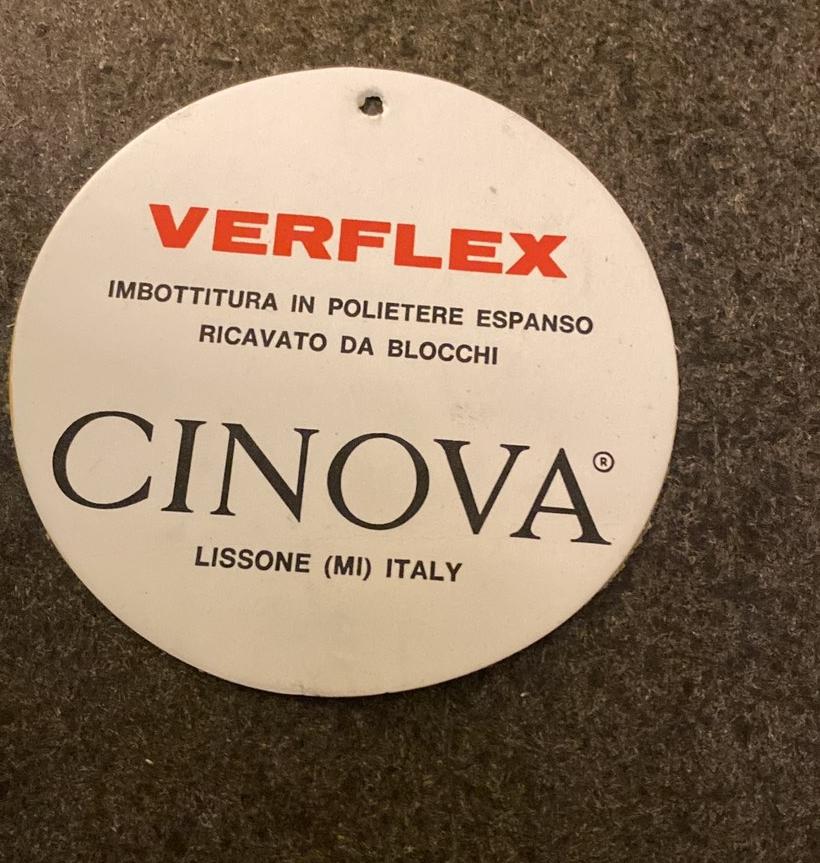 VERFLEX
IMBOTTITURA IN POLIETERE ESPANSO
RICAVATO DA BLOCCHI
CINOVA®
LISSONE (MI) ITALY